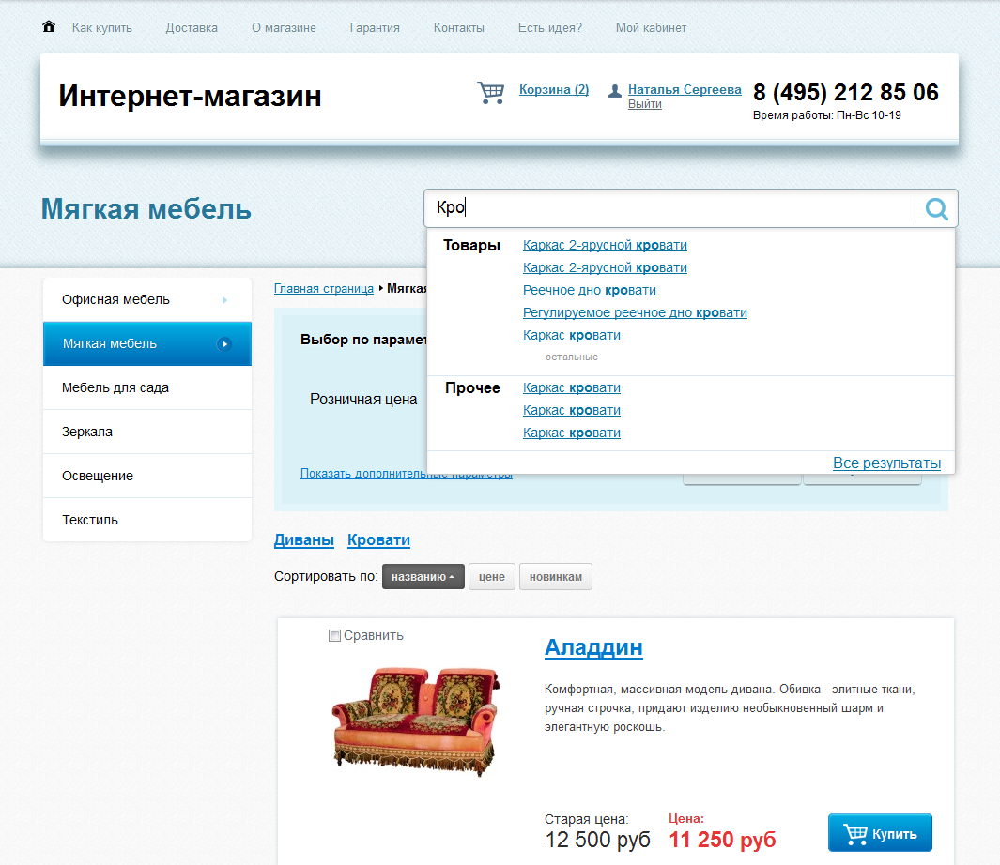 Как купить Доставка О магазине Гарантия Контакты Есть идея? Мой кабинет
Интернет-магазин
Корзина (2)
Наталья Сергеева
Выйти
8 (495) 212 85 06
Время работы: Пн-Вс 10-19
Мягкая мебель
Кро
Товары
Каркас 2-ярусной кровати
Каркас 2-ярусной кровати
Реечное дно кровати
Регулируемое реечное дно кровати
Каркас кровати
остальные
Прочее
Каркас кровати
Каркас кровати
Каркас кровати
Все результаты
Офисная мебель
Мягкая мебель
Мебель для сада
Зеркала
Освещение
Текстиль
Главная страница Мягкая
Выбор по парамет
Розничная цена
Показать дополнительные параметры
Диваны Кровати
Сортировать по: названию цене новинкам
Сравнить
Аладдин
Комфортная, массивная модель дивана. Обивка - элитные ткани,
ручная строчка, придают изделию необыкновенный шарм и
элегантную роскошь.
Старая цена:
12 500 руб
Цена:
11 250 руб
Купить